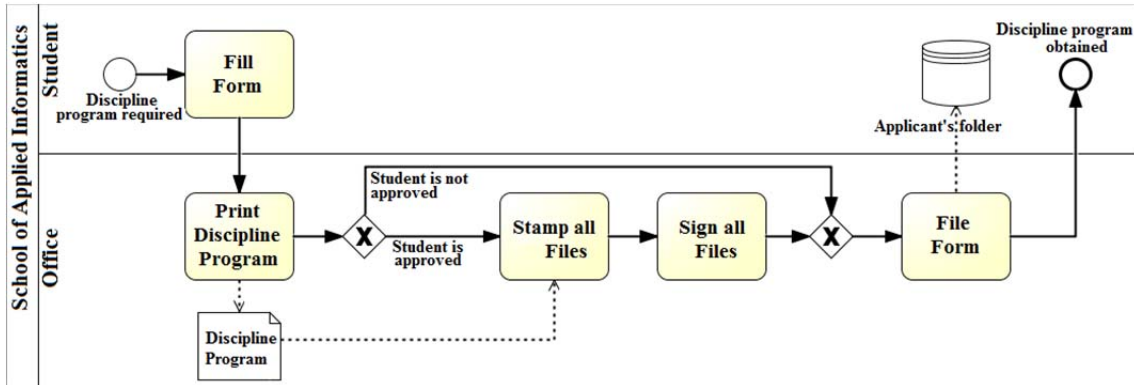 School of Applied Informatics
Student
Discipline
program required
Fill
Form
Applicant's folder
Discipline program
obtained
Office
Print
Discipline
Program
Student is not
approved
X
Student is
approved
Stamp all
Files
Sign all
Files
X
File
Form
Discipline
Program